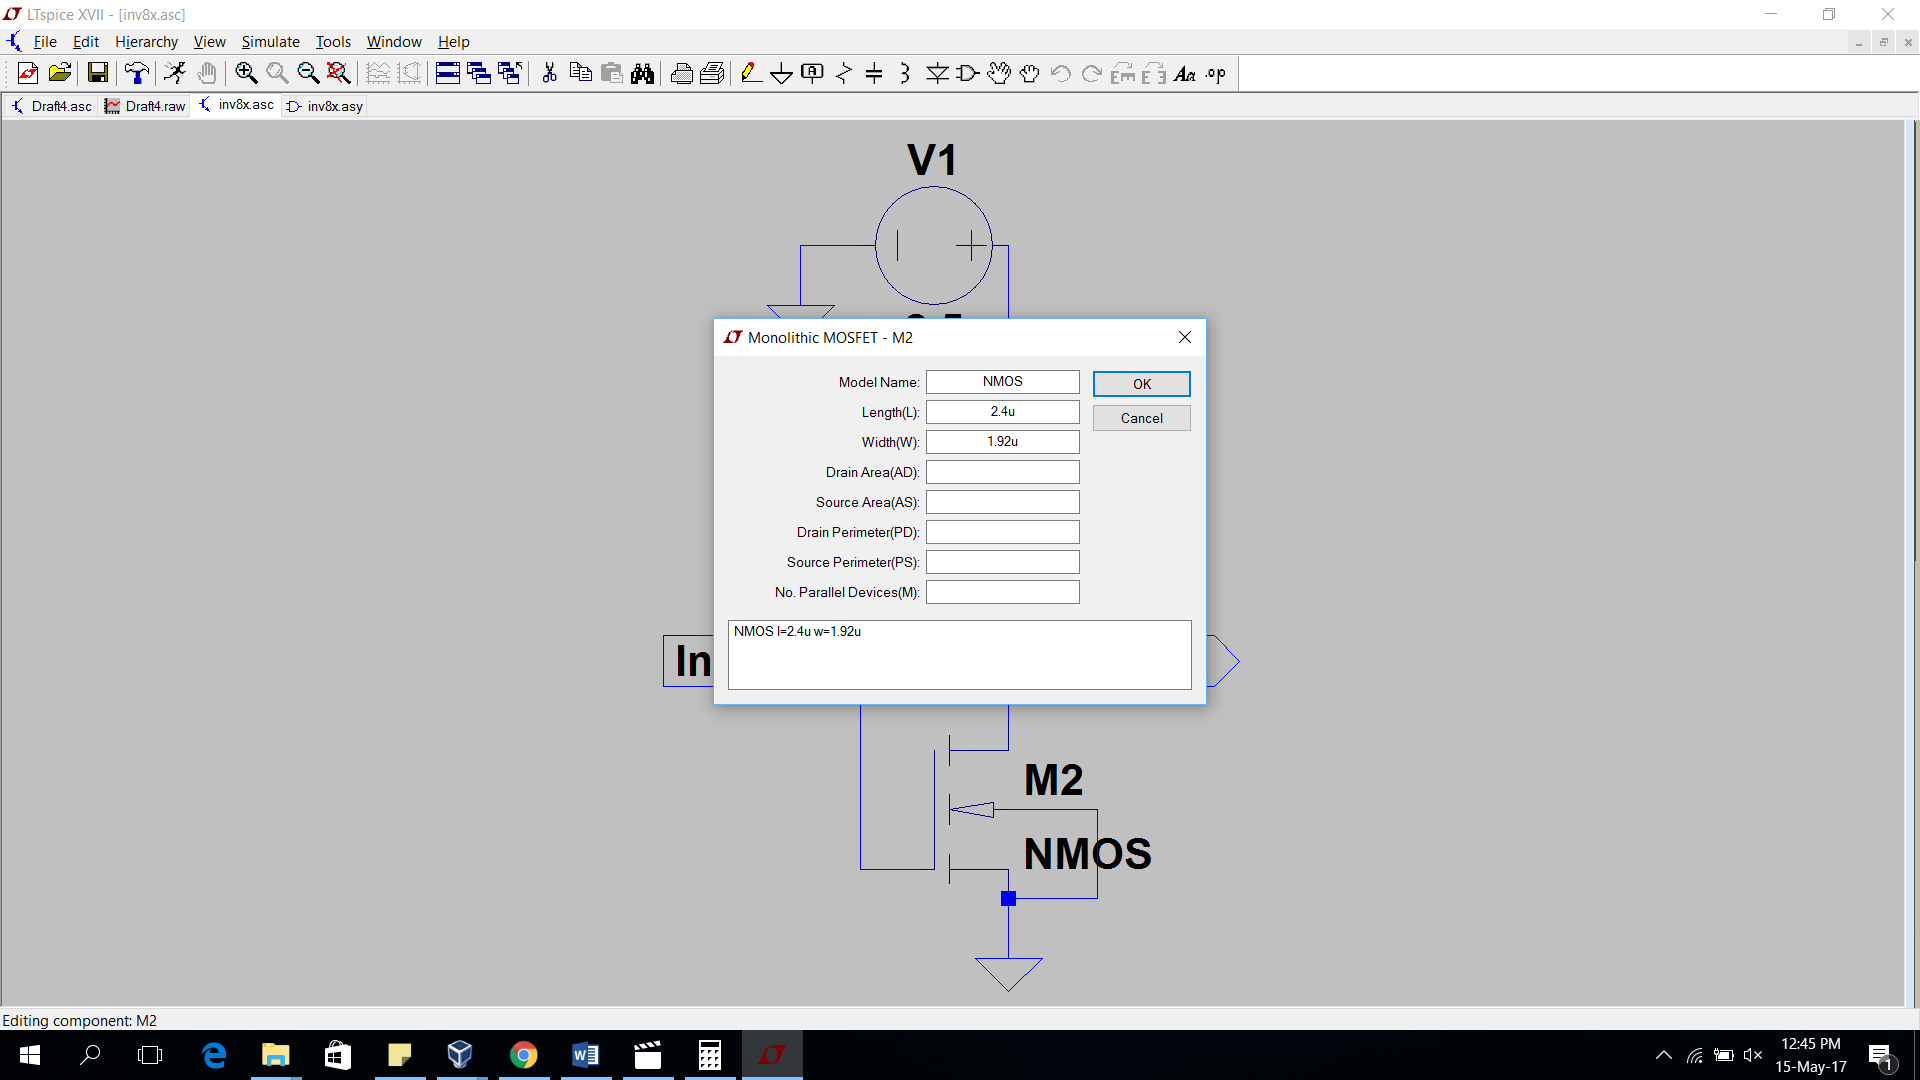 LTspice XVII - [inv8x.asc]
File Edit Hierarchy View Simulate Tools Window Help
Draft4.asc Draft4.raw inv8x.asc inv8x.asy
V1
Monolithic MOSFET - M2
Model Name: NMOS OK
Length(L): 2.4u Cancel
Width(W): 1.92u
Drain Area(AD):
Source Area(AS):
Drain Perimeter(PD):
Source Perimeter(PS):
No. Parallel Devices(M):
NMOS l=2.4u w=1.92u
In
M2
NMOS
Editing component: M2
12:45 PM
15-May-17
1